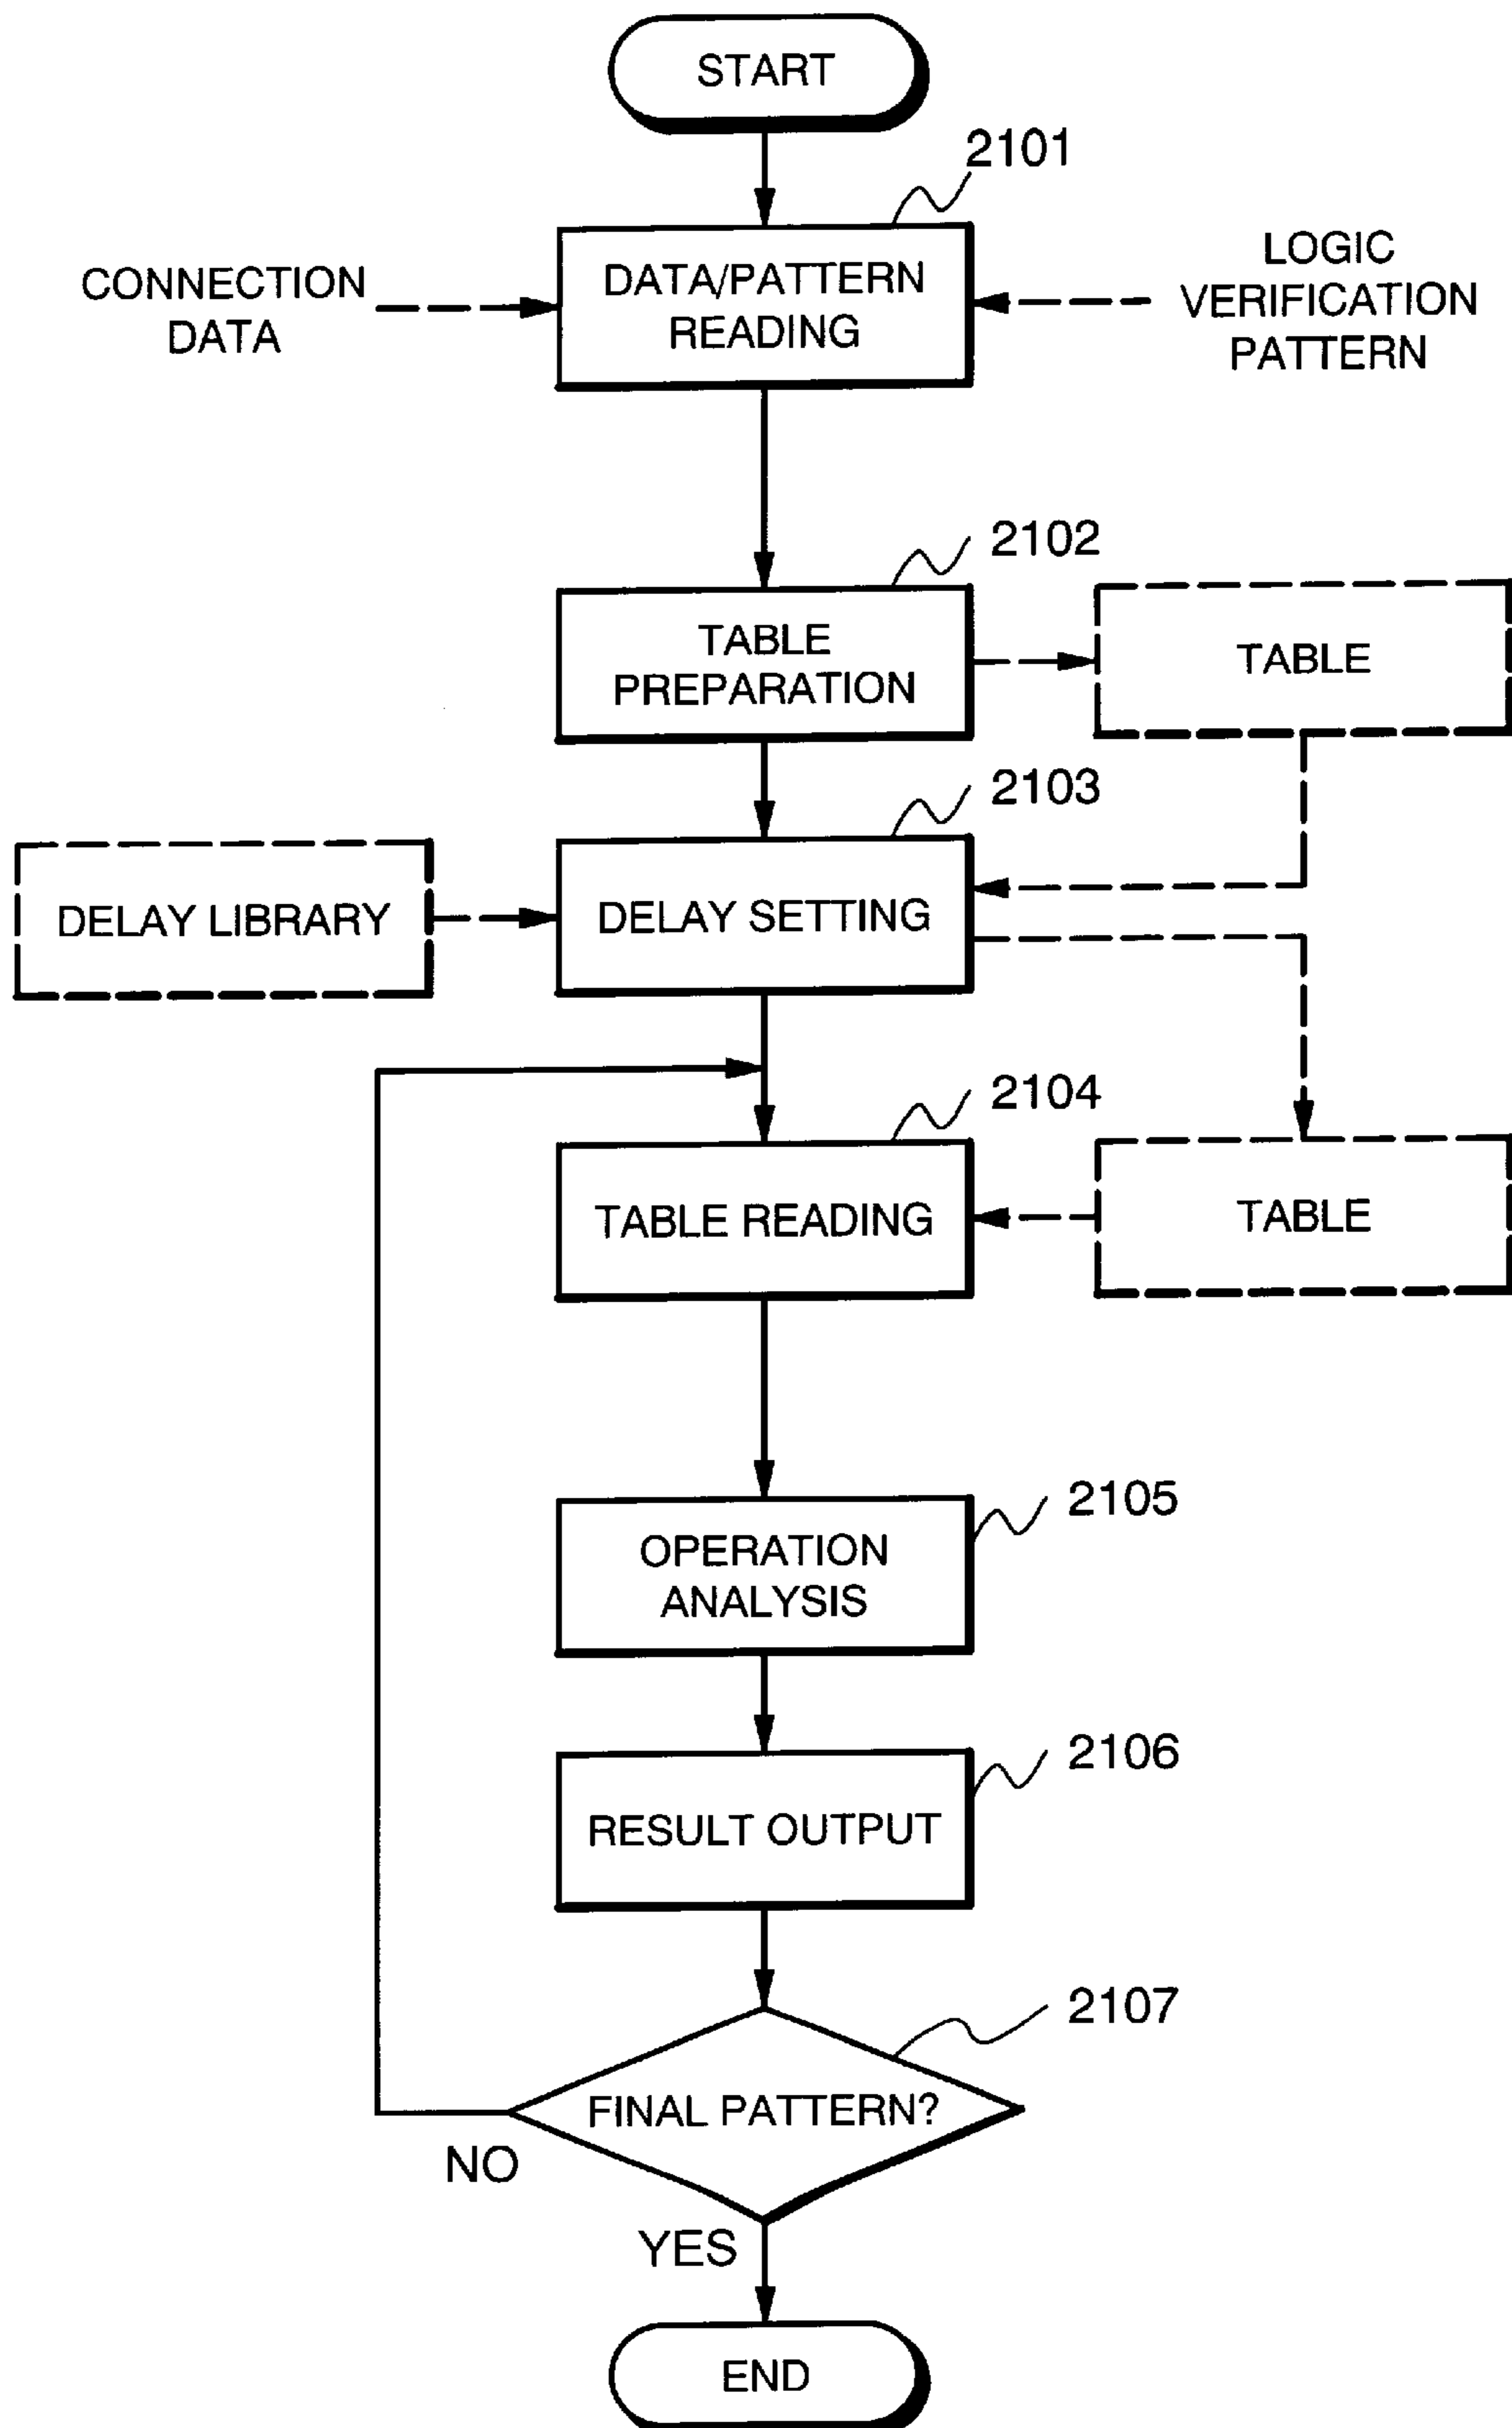 START
2101
CONNECTION
DATA
DATA/PATTERN
READING
LOGIC
VERIFICATION
PATTERN
2102
TABLE
PREPARATION
TABLE
2103
DELAY LIBRARY
DELAY SETTING
2104
TABLE READING
TABLE
2105
OPERATION
ANALYSIS
2106
RESULT OUTPUT
2107
FINAL PATTERN?
NO
YES
END